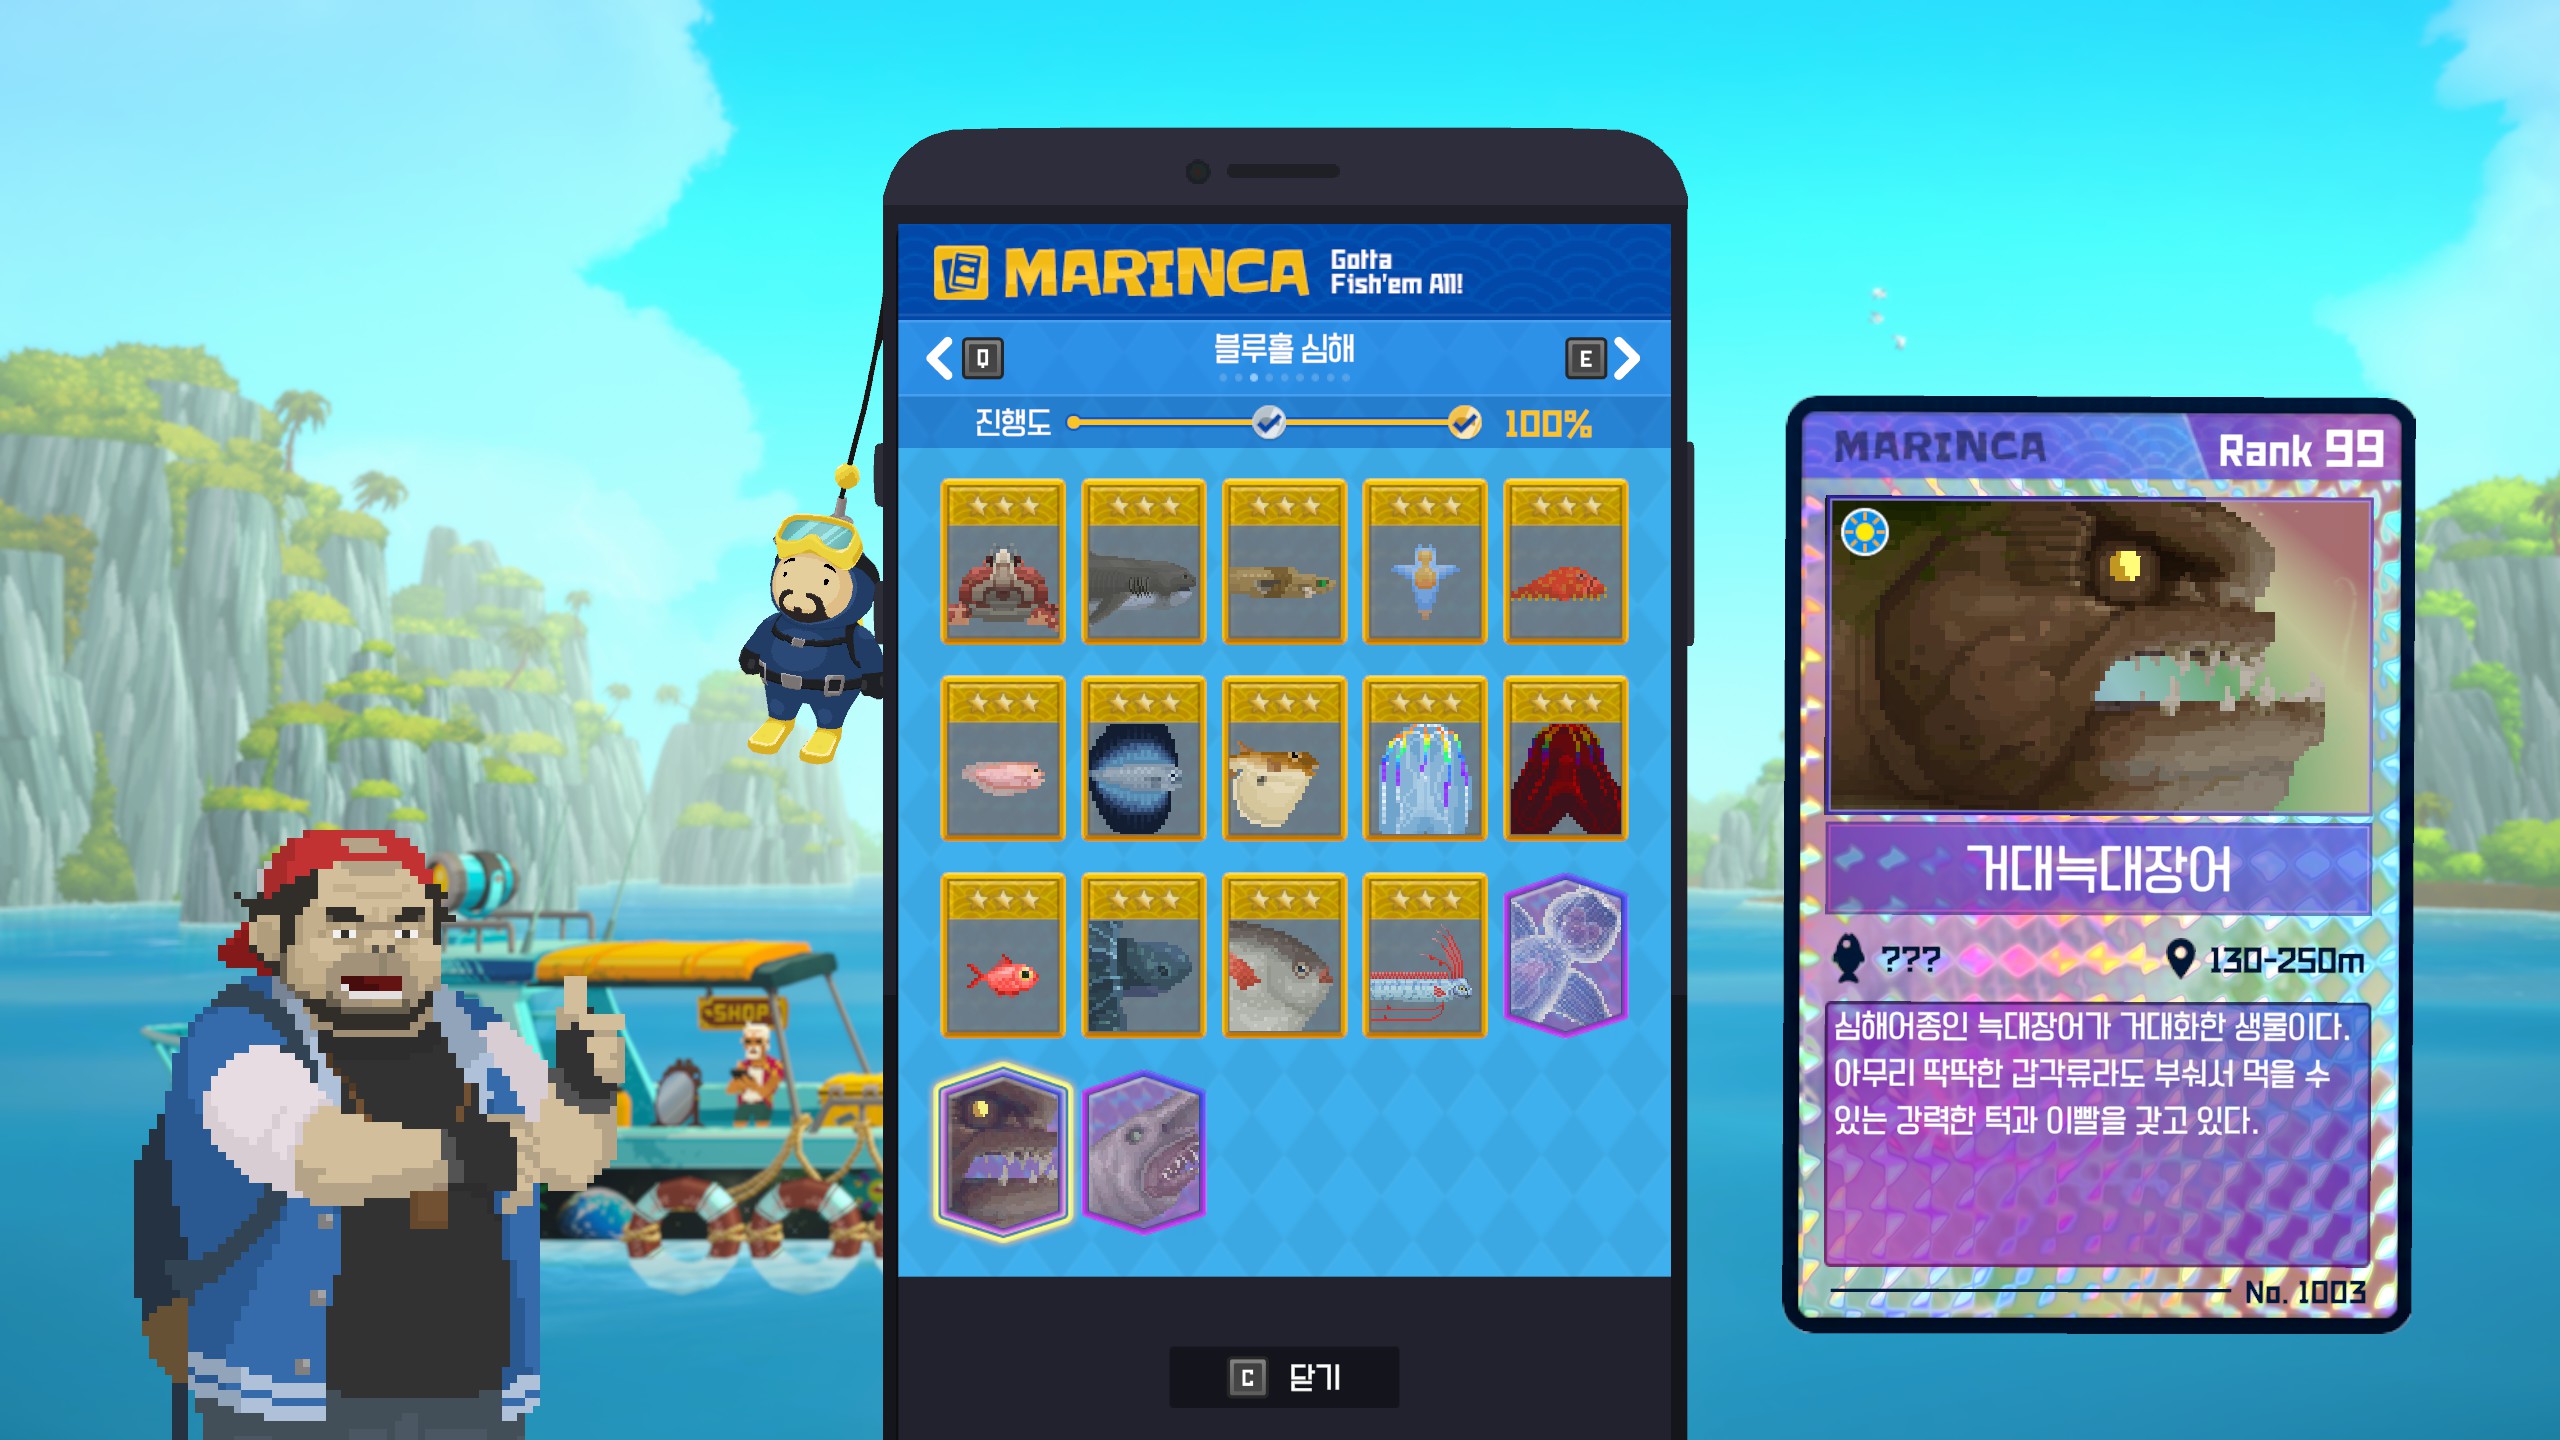 MARINCA
Gotta
Fish'em All!
Q
블루홀 심해
E
진행도
100%
SHOP
C
닫기
MARINCA
Rank 99
거대늑대장어
???
130-250m
심해어종인 늑대장어가 거대화한 생물이다.
아무리 딱딱한 갑각류라도 부숴서 먹을 수
있는 강력한 턱과 이빨을 갖고 있다.
No. 1003